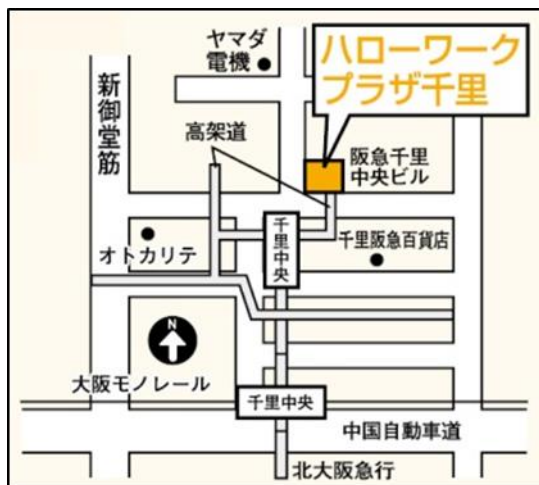 ヤマダ
電機
ハローワーク
プラザ千里
新御堂筋
高架道
阪急千里
中央ビル
千里中央
オトカリテ
千里阪急百貨店
N
大阪モノレール
千里中央
中国自動車道
北大阪急行